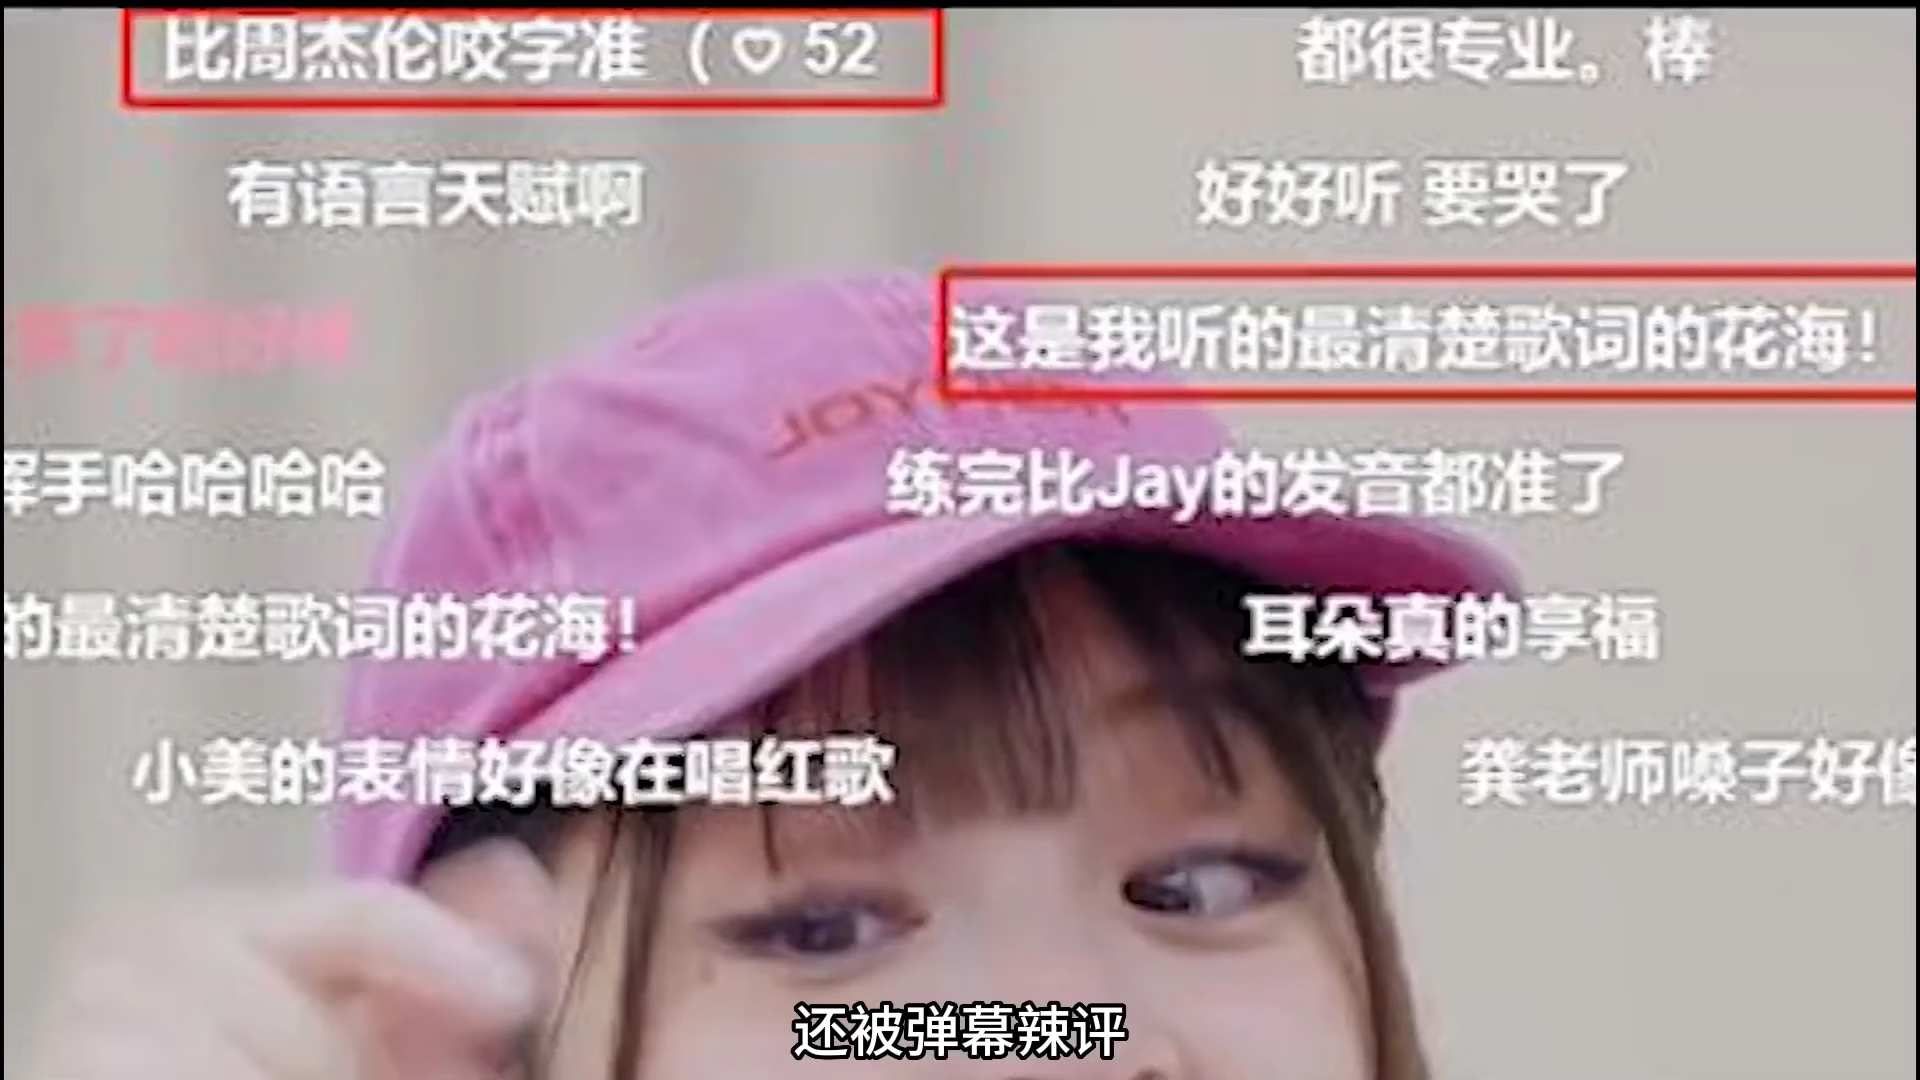 比周杰伦咬字准（♡52
都很专业。棒
有语言天赋啊
好好听 要哭了
这是我听的最清楚歌词的花海！
JOY
挥手哈哈哈哈
练完比Jay的发音都准了
的最清楚歌词的花海！
耳朵真的享福
小美的表情好像在唱红歌
龚老师嗓子好像
还被弹幕辣评